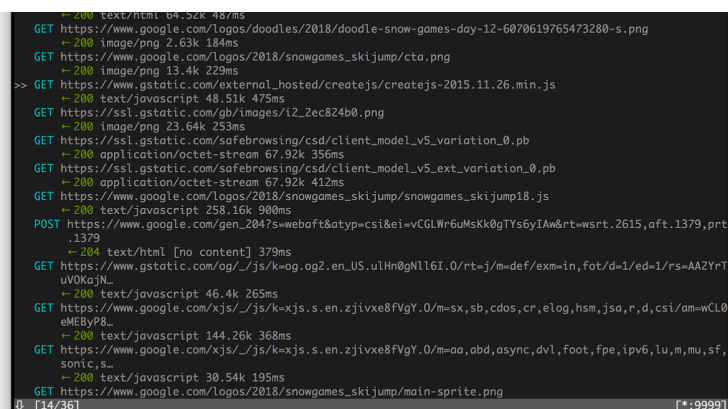 ← 200 text/html 64.52k 487ms
GET https://www.google.com/logos/doodles/2018/doodle-snow-games-day-12-6070619765473280-s.png
← 200 image/png 2.63k 184ms
GET https://www.google.com/logos/2018/snowgames_skijump/cta.png
← 200 image/png 13.4k 229ms
>> GET https://www.gstatic.com/external_hosted/createjs/createjs-2015.11.26.min.js
← 200 text/javascript 48.51k 475ms
GET https://ssl.gstatic.com/gb/images/i2_2ec824b0.png
← 200 image/png 23.64k 253ms
GET https://ssl.gstatic.com/safebrowsing/csd/client_model_v5_variation_0.pb
← 200 application/octet-stream 67.92k 356ms
GET https://ssl.gstatic.com/safebrowsing/csd/client_model_v5_ext_variation_0.pb
← 200 application/octet-stream 67.92k 412ms
GET https://www.google.com/logos/2018/snowgames_skijump/snowgames_skijump18.js
← 200 text/javascript 258.16k 900ms
POST https://www.google.com/gen_204?s=webaft&atyp=csi&ei=vCGLWr6uMsKk0gTYs6yIAw&rt=wsrt.2615,aft.1379,prt
.1379
← 204 text/html [no content] 379ms
GET https://www.gstatic.com/og/_/js/k=og.og2.en_US.ulHn0gNll6I.O/rt=j/m=def/exm=in,fot/d=1/ed=1/rs=AA2YrT
uVOKajN…
← 200 text/javascript 46.4k 265ms
GET https://www.google.com/xjs/_/js/k=xjs.s.en.zjivxe8fVgY.O/m=sx,sb,cdos,cr,elog,hsm,jsa,r,d,csi/am=wCL0
eMEByP8…
← 200 text/javascript 144.26k 368ms
GET https://www.google.com/xjs/_/js/k=xjs.s.en.zjivxe8fVgY.O/m=aa,abd,async,dvl,foot,fpe,ipv6,lu,m,mu,sf,
sonic,s…
← 200 text/javascript 30.54k 195ms
GET https://www.google.com/logos/2018/snowgames_skijump/main-sprite.png
⇩ [14/36] [*:9999]